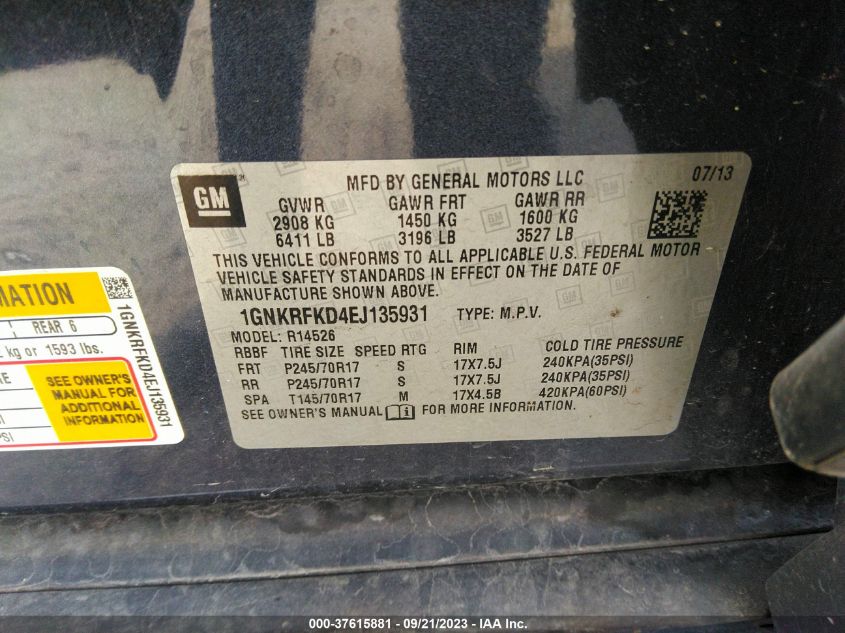 GM
MFD BY GENERAL MOTORS LLC
07/13
GVWR GAWR FRT GAWR RR
2908 KG 1450 KG 1600 KG
6411 LB 3196 LB 3527 LB
THIS VEHICLE CONFORMS TO ALL APPLICABLE U.S. FEDERAL MOTOR
VEHICLE SAFETY STANDARDS IN EFFECT ON THE DATE OF
MANUFACTURE SHOWN ABOVE.
1GNKRFKD4EJ135931 TYPE: M.P.V.
MODEL: R14526
RBBF TIRE SIZE SPEED RTG RIM COLD TIRE PRESSURE
FRT P245/70R17 S 17X7.5J 240KPA(35PSI)
RR P245/70R17 S 17X7.5J 240KPA(35PSI)
SPA T145/70R17 M 17X4.5B 420KPA(60PSI)
SEE OWNER'S MANUAL FOR MORE INFORMATION.
MATION
REAR 6
kg or 1593 lbs.
SEE OWNER'S
MANUAL FOR
ADDITIONAL
INFORMATION
1GNKRFKD4EJ135931
000-37615881 - 09/21/2023 - IAA Inc.